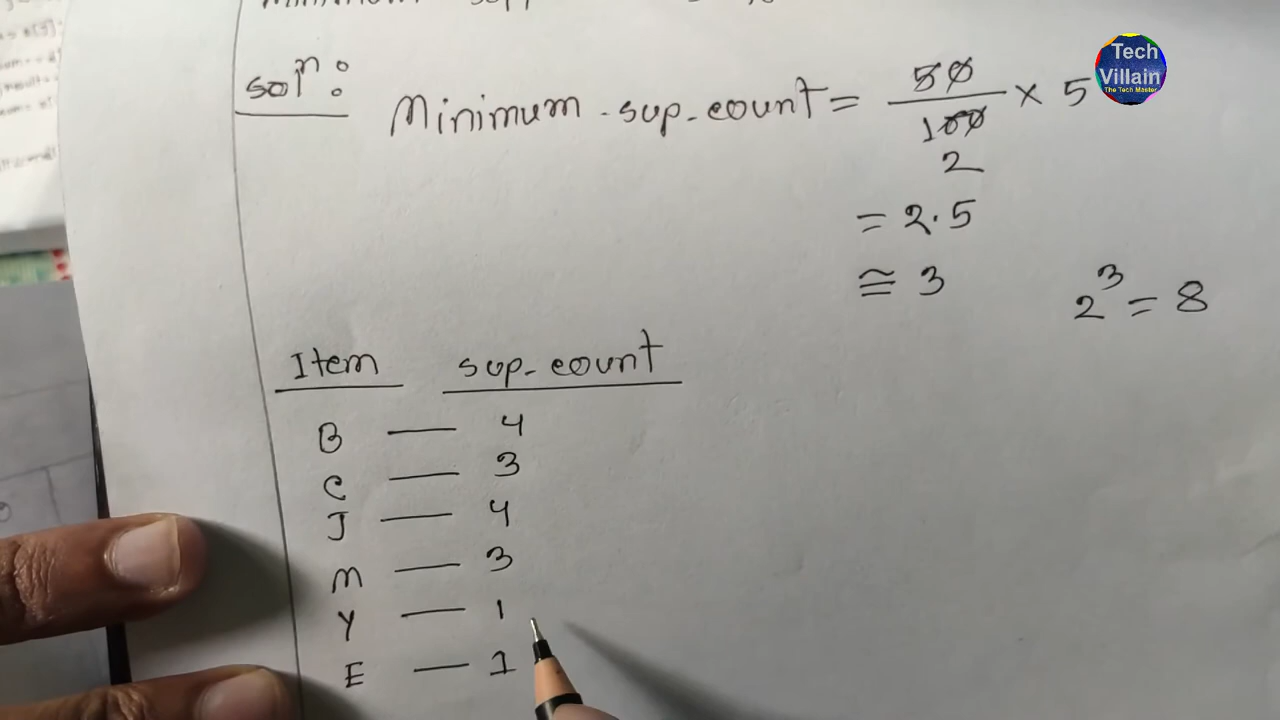 Minimum
Tech
Villain
The Tech Master
solⁿ:
Minimum-sup-count = 50/100 × 5
2
= 2.5
≅ 3
2³ = 8
Item sup-count
B — 4
C — 3
J — 4
M — 3
Y — 1
E — 1